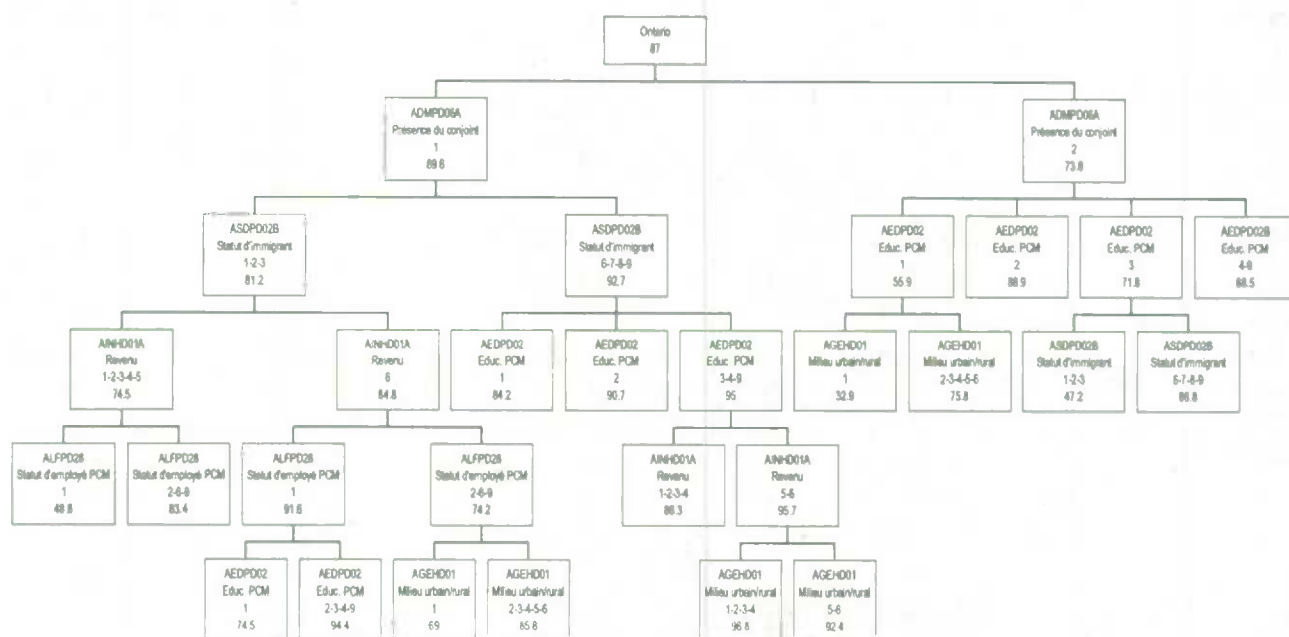 Ontario
87
ADMPD06A
Présence du conjoint
1
89.6
ADMPD06A
Présence du conjoint
2
73.8
ASDPD02B
Statut d'immigrant
1-2-3
81.2
ASDPD02B
Statut d'immigrant
6-7-8-9
92.7
AEDPD02
Educ. PCM
1
55.9
AEDPD02
Educ. PCM
2
88.9
AEDPD02
Educ. PCM
3
71.8
AEDPD02B
Educ. PCM
4-9
88.5
AINHD01A
Revenu
1-2-3-4-5
74.5
AINHD01A
Revenu
6
84.8
AEDPD02
Educ. PCM
1
84.2
AEDPD02
Educ. PCM
2
90.7
AEDPD02
Educ. PCM
3-4-9
95
AGEHD01
Milieu urbain/rural
1
32.9
AGEHD01
Milieu urbain/rural
2-3-4-5-6
75.8
ASDPD02B
Statut d'immigrant
1-2-3
47.2
ASDPD02B
Statut d'immigrant
6-7-8-9
86.8
ALFPD28
Statut d'employé PCM
1
48.8
ALFPD28
Statut d'employé PCM
2-6-9
83.4
ALFPD28
Statut d'employé PCM
1
91.6
ALFPD28
Statut d'employé PCM
2-6-9
74.2
AINHD01A
Revenu
1-2-3-4
86.3
AINHD01A
Revenu
5-6
95.7
AEDPD02
Educ. PCM
1
74.5
AEDPD02
Educ. PCM
2-3-4-9
94.4
AGEHD01
Milieu urbain/rural
1
69
AGEHD01
Milieu urbain/rural
2-3-4-5-6
85.8
AGEHD01
Milieu urbain/rural
1-2-3-4
96.8
AGEHD01
Milieu urbain/rural
5-6
92.4